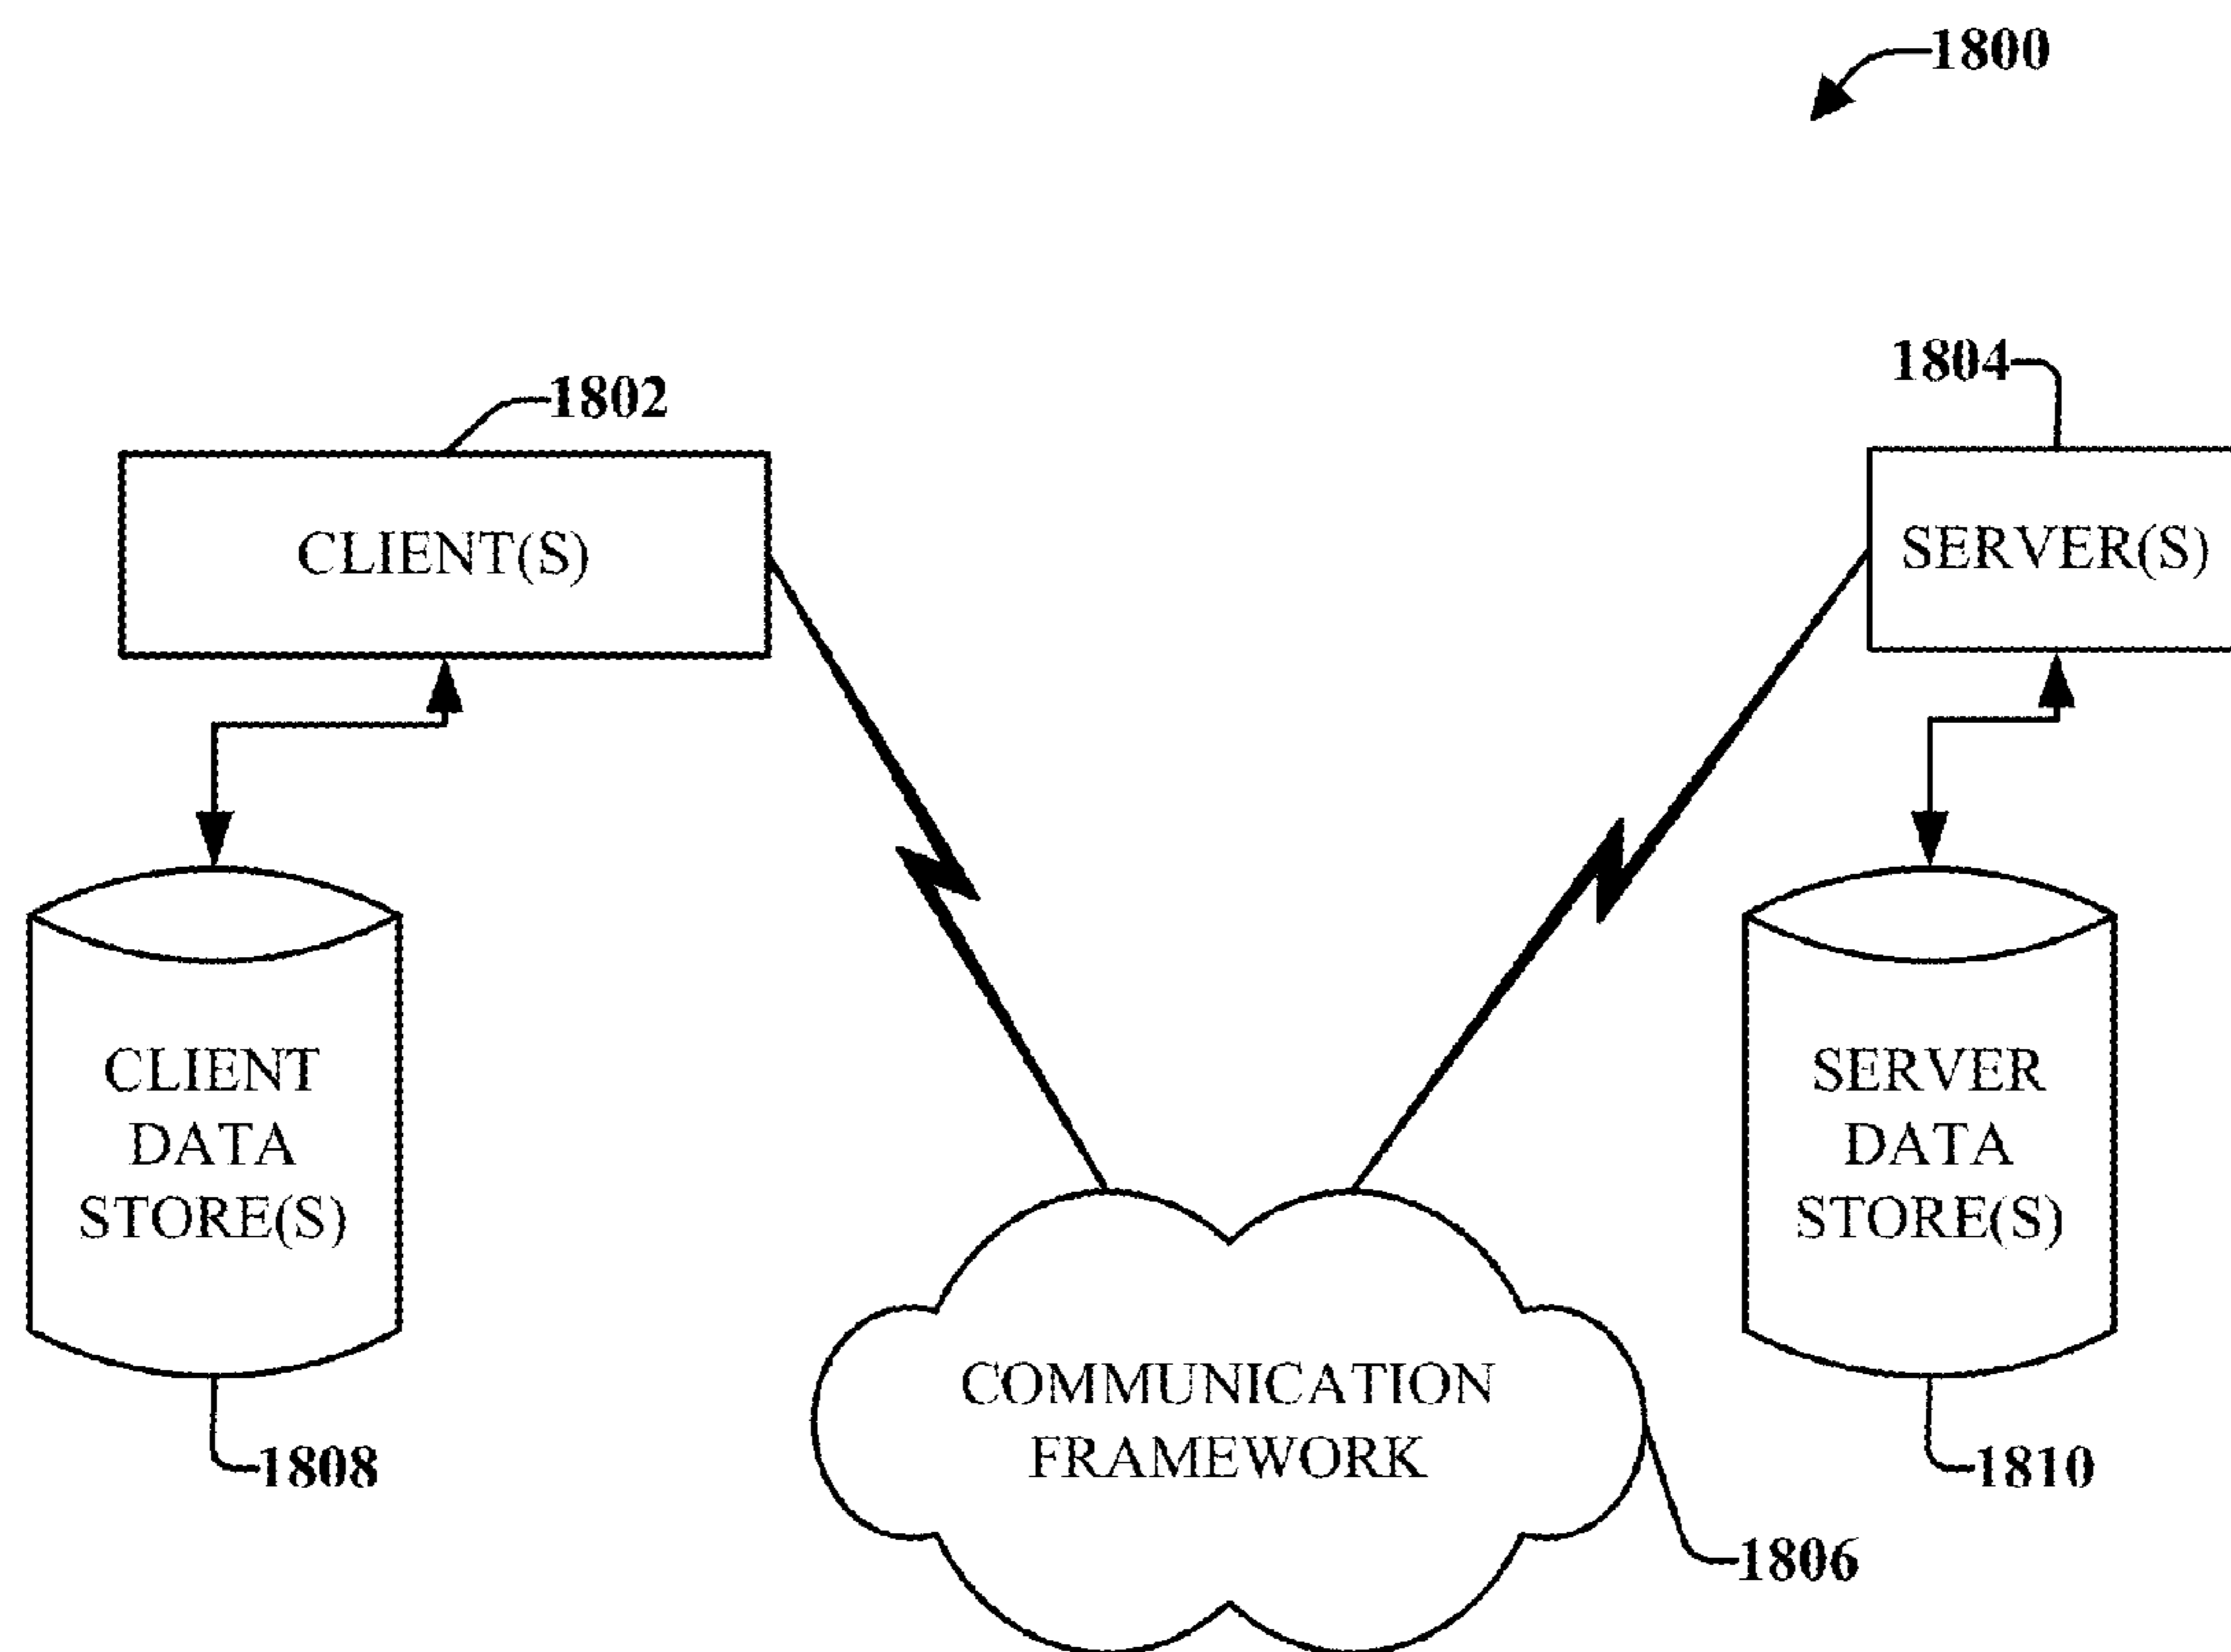 1800
1802
1804
CLIENT(S)
SERVER(S)
CLIENT
DATA
STORE(S)
SERVER
DATA
STORE(S)
COMMUNICATION
FRAMEWORK
1808
1810
1806